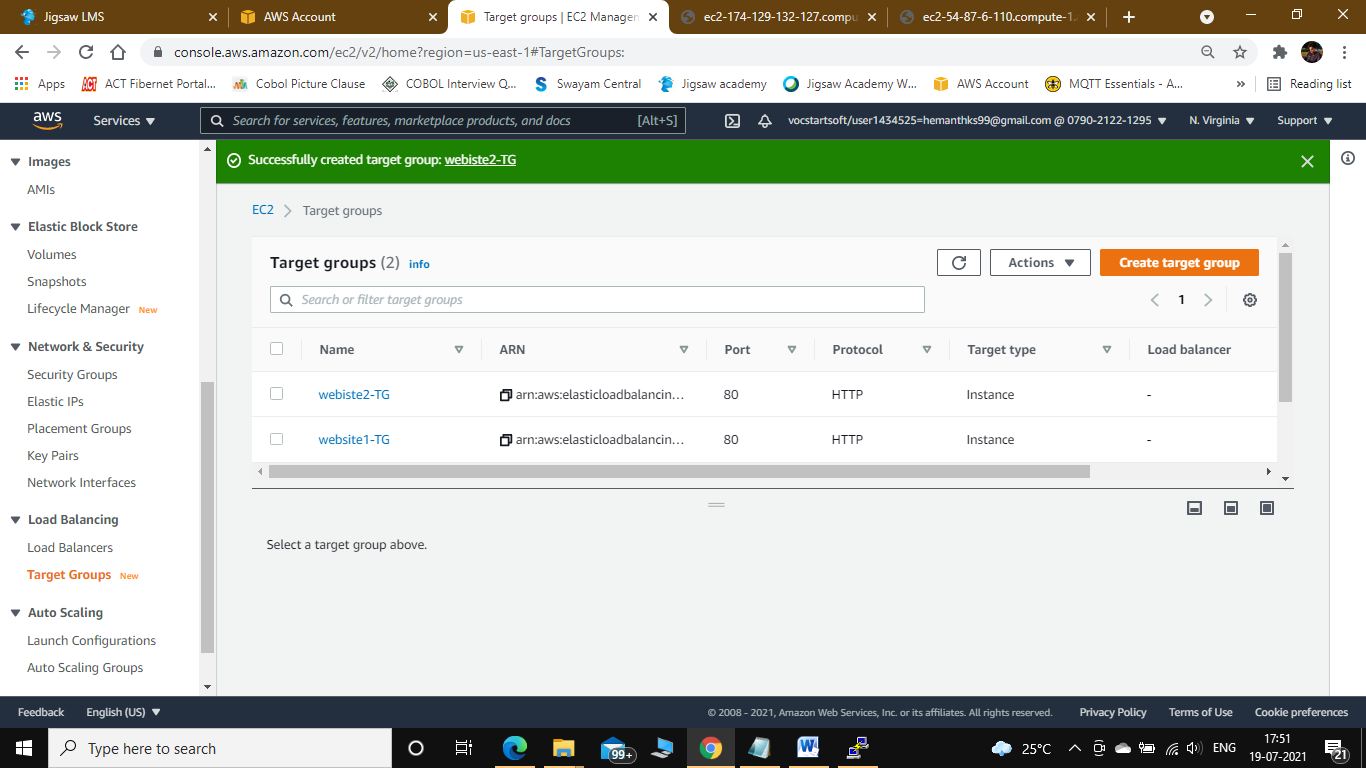 Jigsaw LMS
AWS Account
Target groups | EC2 Managen
ec2-174-129-132-127.compu
ec2-54-87-6-110.compute-1.
console.aws.amazon.com/ec2/v2/home?region=us-east-1#TargetGroups:
Apps ACT Fibernet Portal... Cobol Picture Clause COBOL Interview Q... Swayam Central Jigsaw academy Jigsaw Academy W... AWS Account MQTT Essentials - A... » Reading list
aws Services Search for services, features, marketplace products, and docs [Alt+S] vocstartsoft/user1434525=hemanthks99@gmail.com @ 0790-2122-1295 N. Virginia Support
Images
AMIs
Elastic Block Store
Volumes
Snapshots
Lifecycle Manager New
Network & Security
Security Groups
Elastic IPs
Placement Groups
Key Pairs
Network Interfaces
Load Balancing
Load Balancers
Target Groups New
Auto Scaling
Launch Configurations
Auto Scaling Groups
Successfully created target group: webiste2-TG
EC2 Target groups
Target groups (2) info Actions Create target group
Search or filter target groups 1
Name ARN Port Protocol Target type Load balancer
webiste2-TG arn:aws:elasticloadbalancin... 80 HTTP Instance -
website1-TG arn:aws:elasticloadbalancin... 80 HTTP Instance -
Select a target group above.
Feedback English (US) © 2008 - 2021, Amazon Web Services, Inc. or its affiliates. All rights reserved. Privacy Policy Terms of Use Cookie preferences
Type here to search 99+ W 25°C ENG 17:51
19-07-2021 21